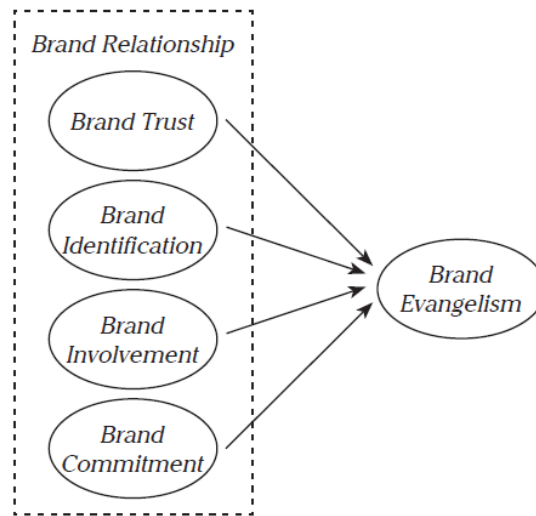 Brand Relationship
Brand Trust
Brand
Identification
Brand
Involvement
Brand
Commitment
Brand
Evangelism